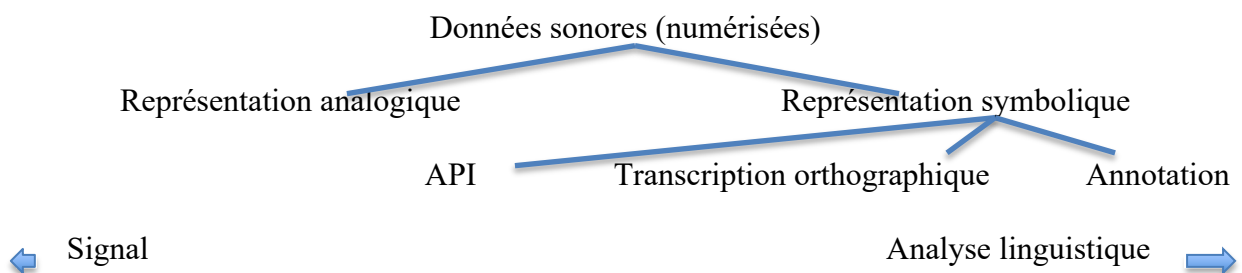 Données sonores (numérisées)
Représentation analogique Représentation symbolique
API Transcription orthographique Annotation
Signal Analyse linguistique